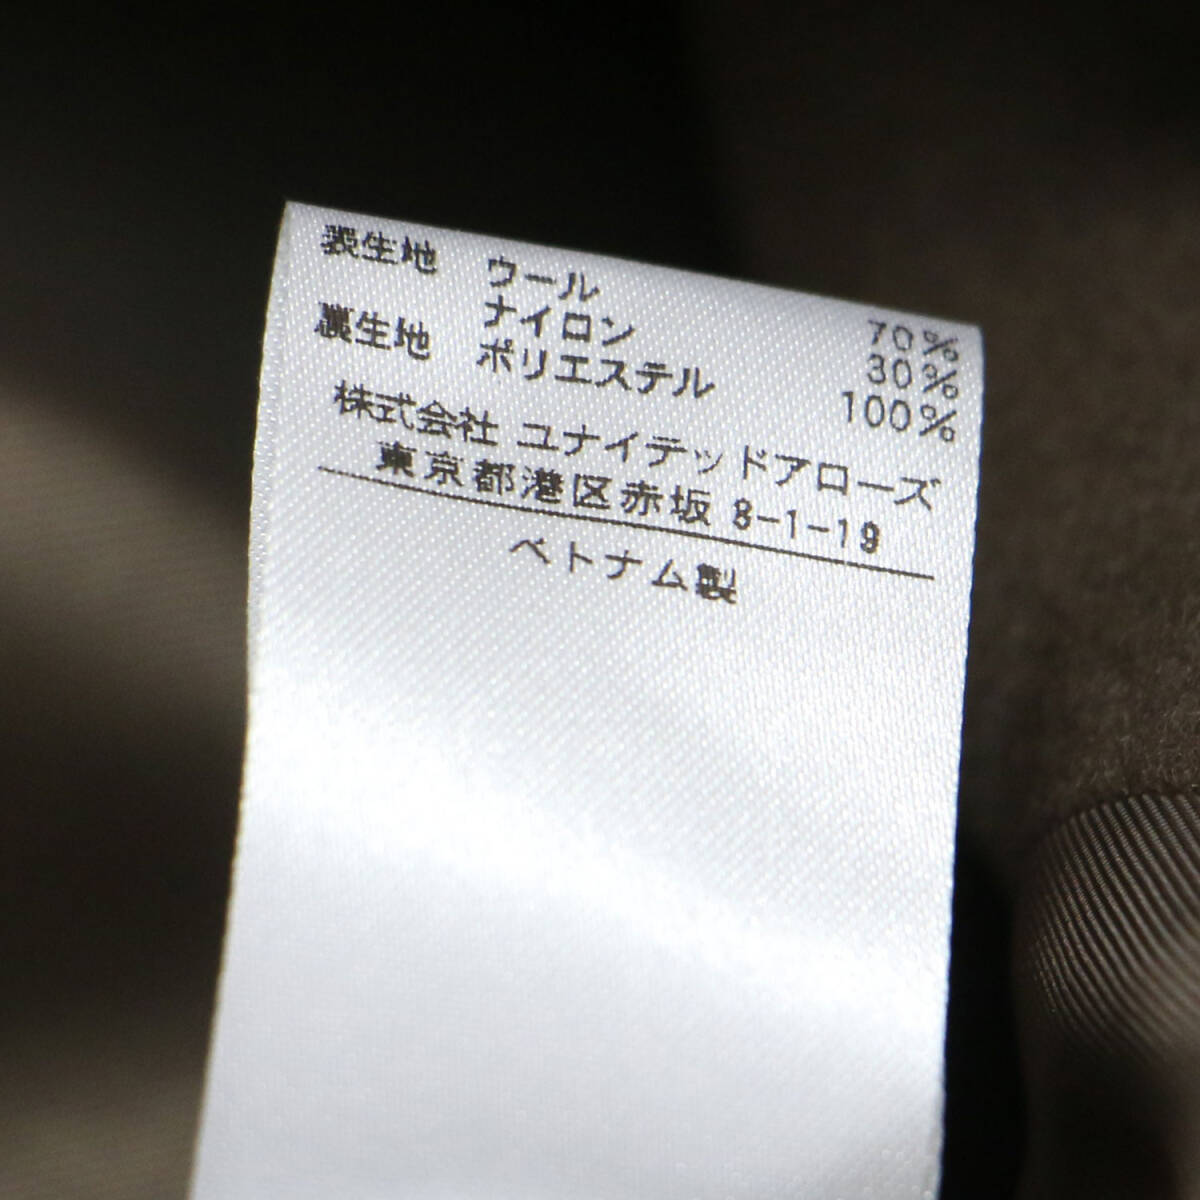 表生地 ウール 70%
ナイロン 30%
裏生地 ポリエステル 100%
株式会社 ユナイテッドアローズ
東京都港区赤坂 8-1-19
ベトナム製